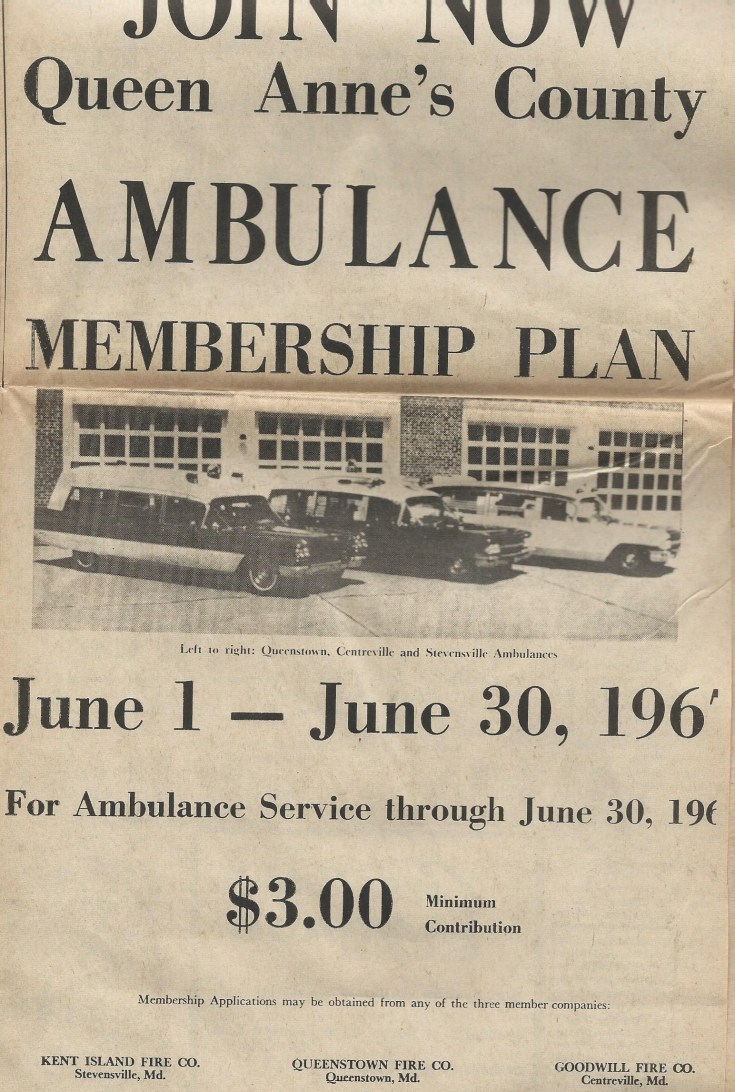 JOIN NOW
Queen Anne's County
AMBULANCE
MEMBERSHIP PLAN
Left to right: Queenstown, Centreville and Stevensville Ambulances
June 1 — June 30, 196
For Ambulance Service through June 30, 196
$3.00
Minimum
Contribution
Membership Applications may be obtained from any of the three member companies:
KENT ISLAND FIRE CO.
Stevensville, Md.
QUEENSTOWN FIRE CO.
Queenstown, Md.
GOODWILL FIRE CO.
Centreville, Md.